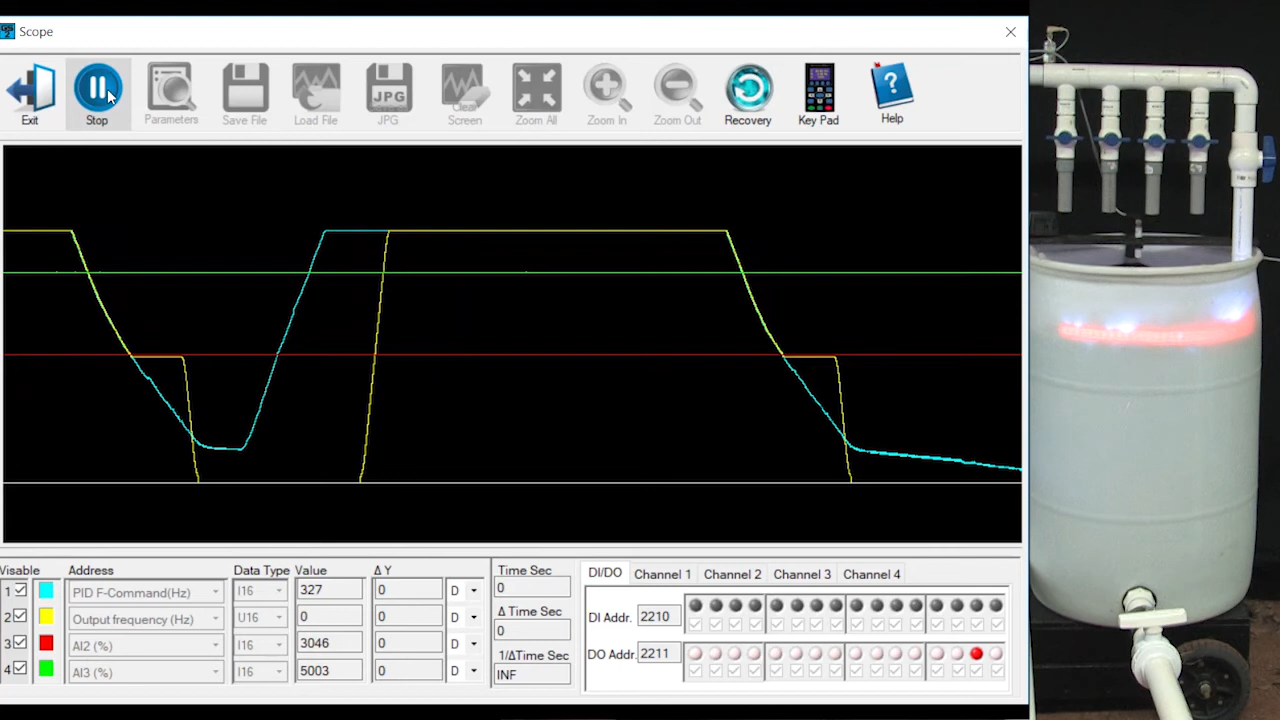 Scope
Exit
Stop
Parameters
Save File
Load File
JPG
JPG
Clear
Screen
Zoom All
Zoom In
Zoom Out
Recovery
Key Pad
Help
Visable Address Data Type Value Δ Y
1 PID F-Command(Hz) I16 327 0 D
2 Output frequency (Hz) U16 0 0 D
3 AI2 (%) I16 3046 0 D
4 AI3 (%) I16 5003 0 D
Time Sec
0
Δ Time Sec
0
1/ΔTime Sec
INF
DI/DO Channel 1 Channel 2 Channel 3 Channel 4
DI Addr. 2210
DO Addr. 2211